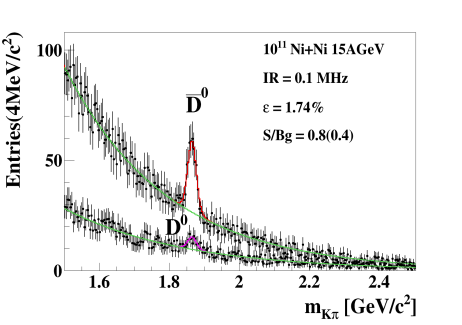 Entries(4MeV/c²)
100
50
0
10¹¹ Ni+Ni 15AGeV
IR = 0.1 MHz
ε = 1.74%
S/Bg = 0.8(0.4)
D̅⁰
D⁰
1.6 1.8 2 2.2 2.4
m_Kπ [GeV/c²]